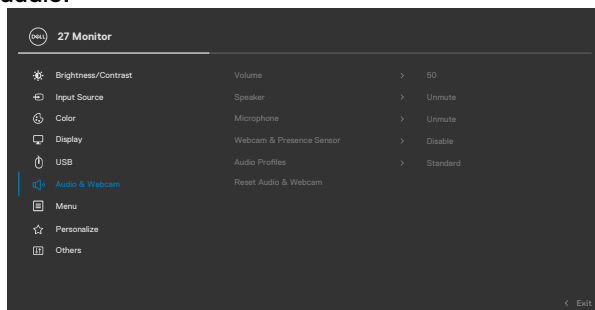 audio.
DELL 27 Monitor
Brightness/Contrast Volume > 50
Input Source Speaker > Unmute
Color Microphone > Unmute
Display Webcam & Presence Sensor > Disable
USB Audio Profiles > Standard
Audio & Webcam Reset Audio & Webcam
Menu
Personalize
Others
< Exit